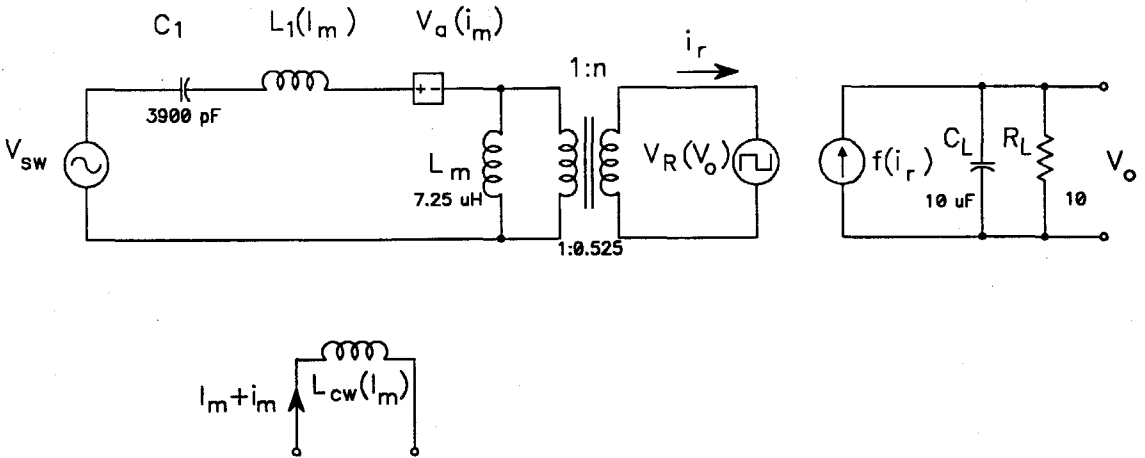 C1 L1(Im) Va(im)
3900 pF
+-
Vsw
Lm
7.25 uH
1:n
1:0.525
ir
VR(Vo)
f(ir)
CL
10 uF
RL
10
Vo
Im+im
Lcw(Im)